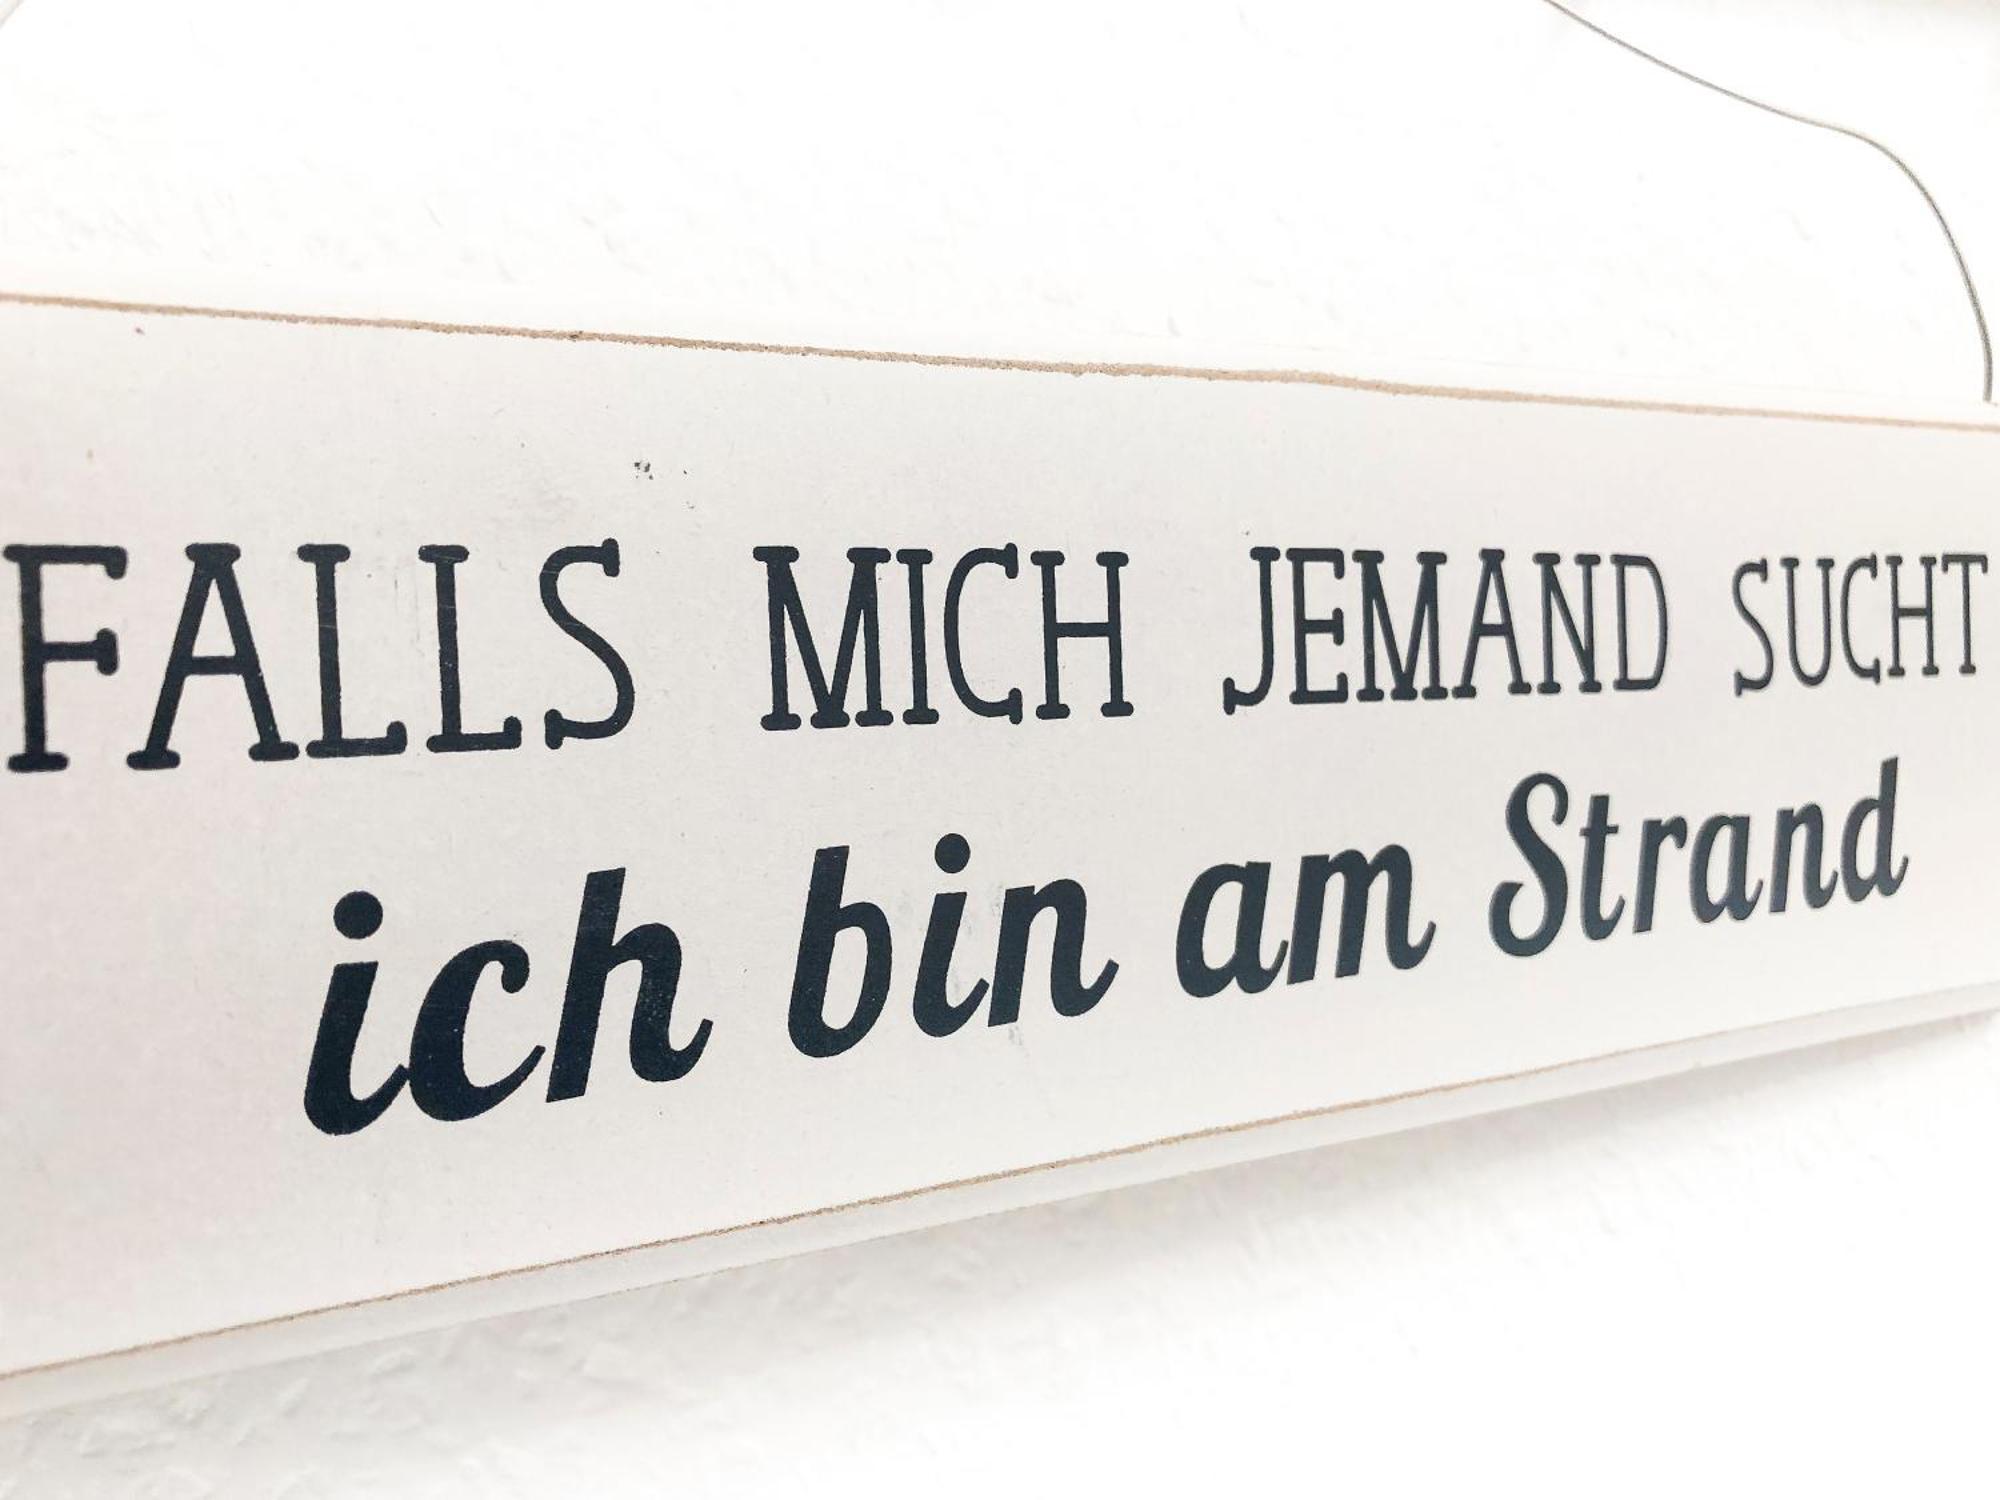 FALLS MICH JEMAND SUCHT
ich bin am Strand